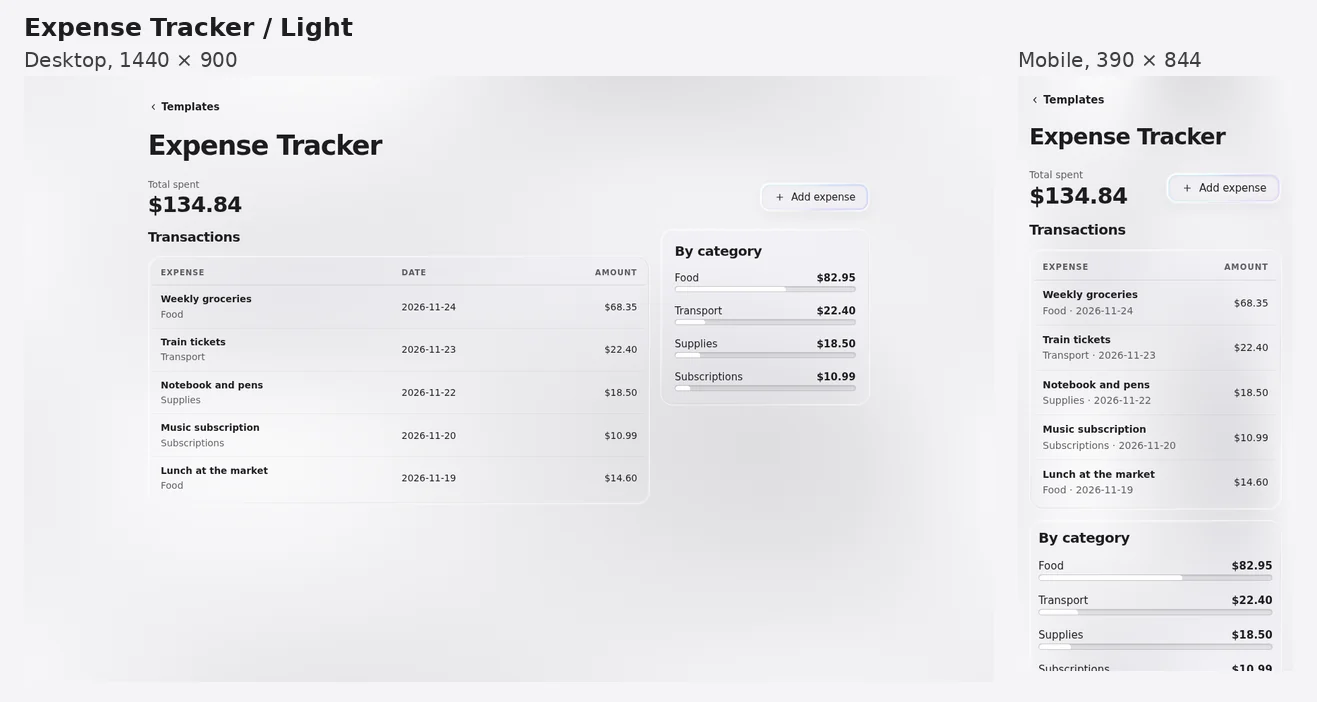 Expense Tracker / Light
Desktop, 1440 × 900
‹ Templates
Expense Tracker
Total spent
$134.84
+ Add expense
Transactions
EXPENSE DATE AMOUNT
Weekly groceries
Food
2026-11-24 $68.35
Train tickets
Transport
2026-11-23 $22.40
Notebook and pens
Supplies
2026-11-22 $18.50
Music subscription
Subscriptions
2026-11-20 $10.99
Lunch at the market
Food
2026-11-19 $14.60
By category
Food $82.95
Transport $22.40
Supplies $18.50
Subscriptions $10.99
Mobile, 390 × 844
‹ Templates
Expense Tracker
Total spent
$134.84
+ Add expense
Transactions
EXPENSE AMOUNT
Weekly groceries
Food · 2026-11-24
$68.35
Train tickets
Transport · 2026-11-23
$22.40
Notebook and pens
Supplies · 2026-11-22
$18.50
Music subscription
Subscriptions · 2026-11-20
$10.99
Lunch at the market
Food · 2026-11-19
$14.60
By category
Food $82.95
Transport $22.40
Supplies $18.50
Subscriptions $10.99